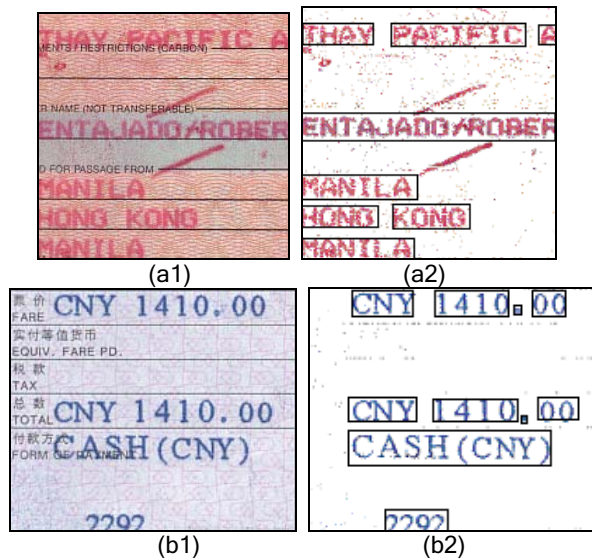 THAY PACIFIC A
MENTS / RESTRICTIONS (CARBON)
R NAME (NOT TRANSFERABLE)
ENTAJADO/ROBER
D FOR PASSAGE FROM
MANILA
HONG KONG
MANILA
(a1)
THAY PACIFIC A
ENTAJADO/ROBER
MANILA
HONG KONG
MANILA
(a2)
票 价 CNY 1410.00
FARE
实付等值货币
EQUIV. FARE PD.
税 款
TAX
总 数 CNY 1410.00
TOTAL
付款方式 CASH(CNY)
FORM OF PAYMENT
2292
(b1)
CNY 1410.00
CNY 1410.00
CASH(CNY)
2292
(b2)